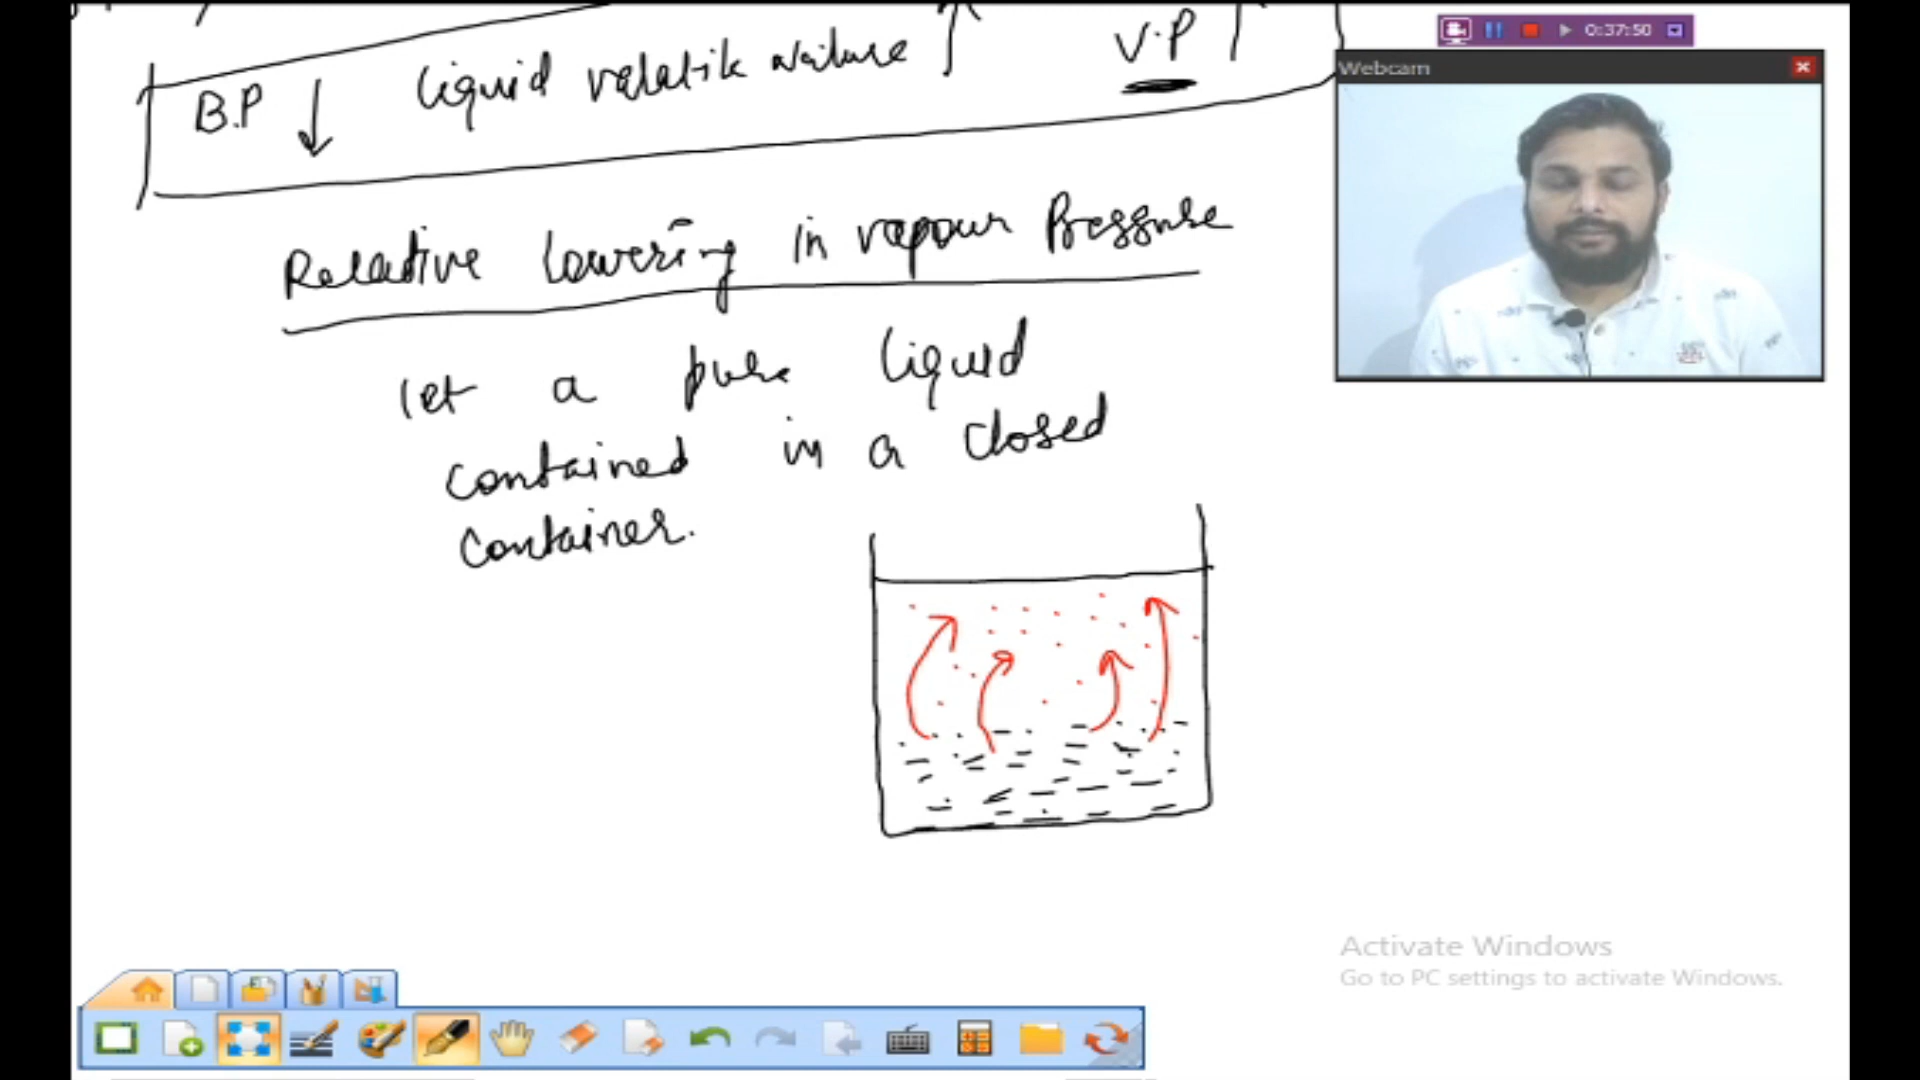 0:37:50
Webcam
B.P ↓ liquid volatile nature ↑ V.P ↑
Relative Lowering in vapour Pressure
let a pure liquid
contained in a closed
container.
Activate Windows
Go to PC settings to activate Windows.